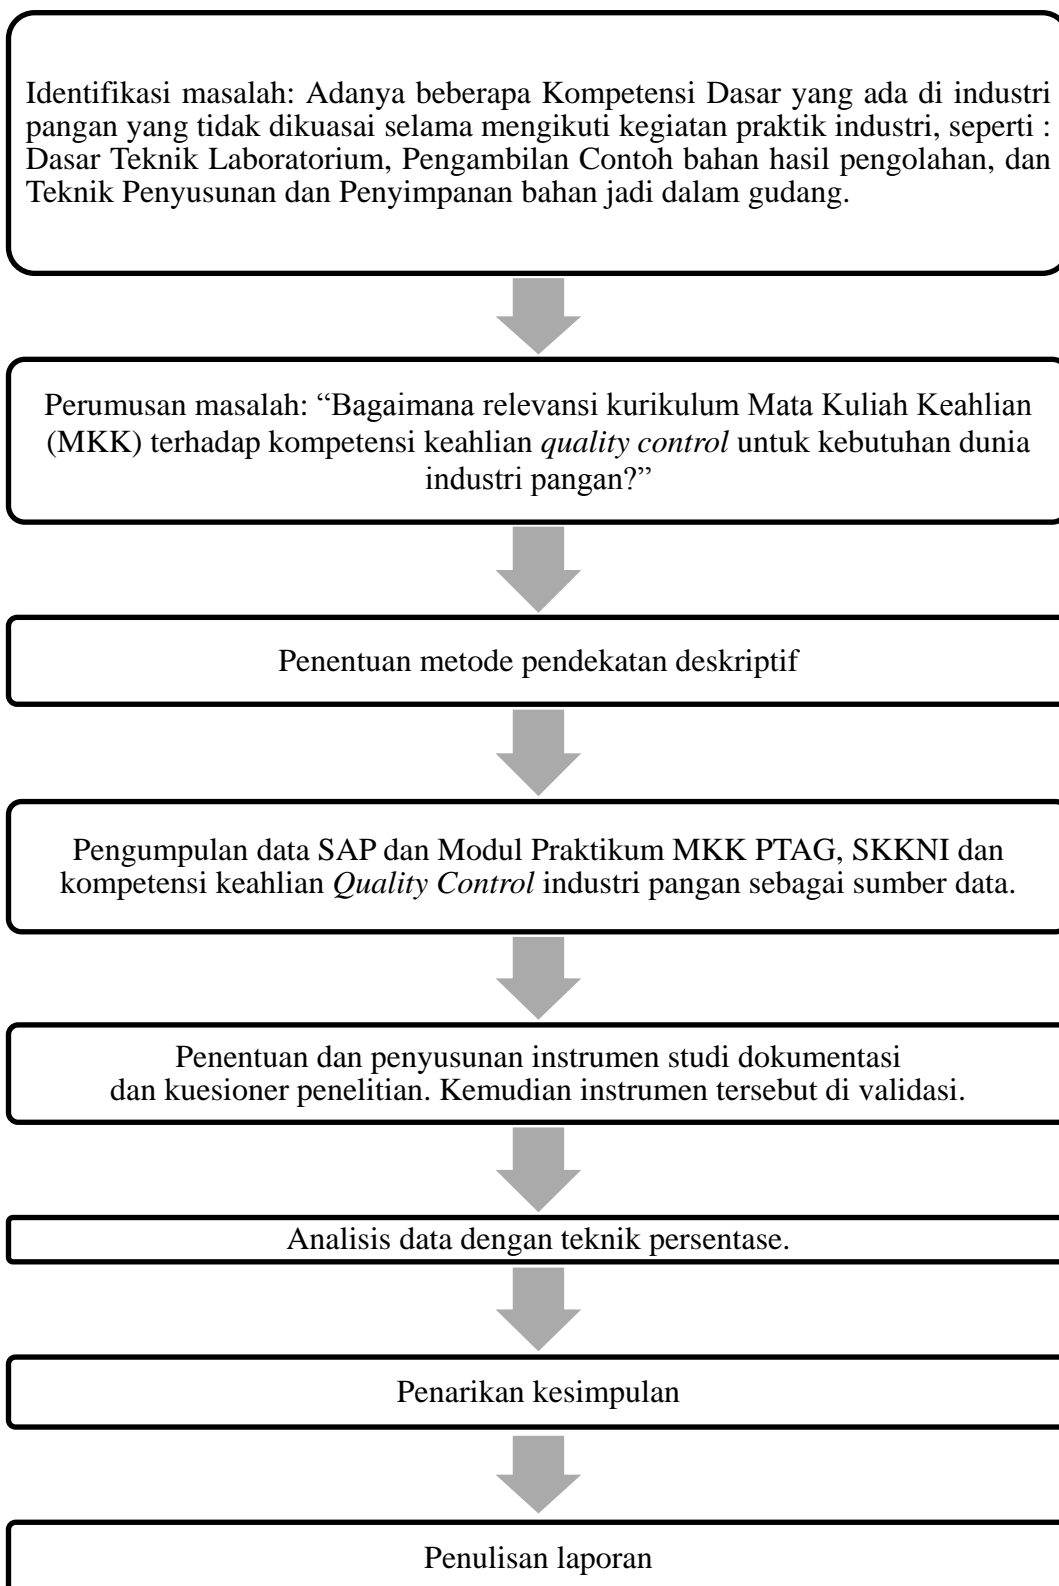 Identifikasi masalah: Adanya beberapa Kompetensi Dasar yang ada di industri
pangan yang tidak dikuasai selama mengikuti kegiatan praktik industri, seperti :
Dasar Teknik Laboratorium, Pengambilan Contoh bahan hasil pengolahan, dan
Teknik Penyusunan dan Penyimpanan bahan jadi dalam gudang.
Perumusan masalah: “Bagaimana relevansi kurikulum Mata Kuliah Keahlian
(MKK) terhadap kompetensi keahlian quality control untuk kebutuhan dunia
industri pangan?”
Penentuan metode pendekatan deskriptif
Pengumpulan data SAP dan Modul Praktikum MKK PTAG, SKKNI dan
kompetensi keahlian Quality Control industri pangan sebagai sumber data.
Penentuan dan penyusunan instrumen studi dokumentasi
dan kuesioner penelitian. Kemudian instrumen tersebut di validasi.
Analisis data dengan teknik persentase.
Penarikan kesimpulan
Penulisan laporan